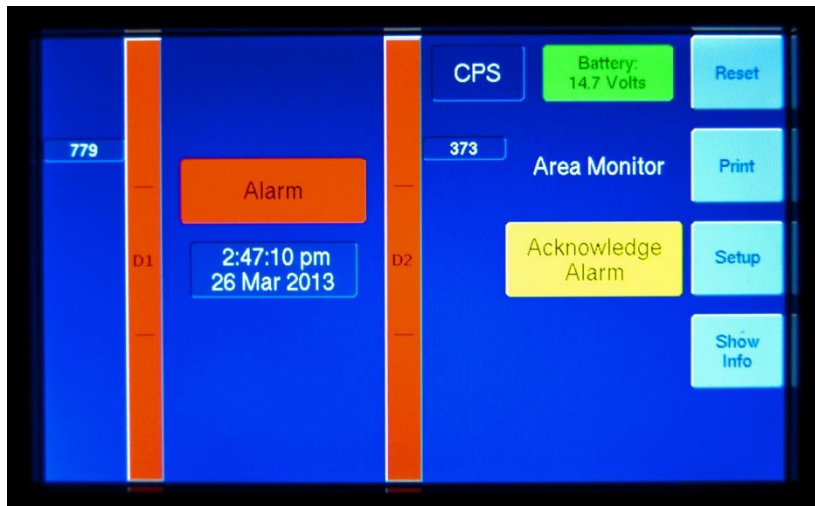 CPS
Battery:
14.7 Volts
Reset
779
373
Area Monitor
Print
Alarm
D1
2:47:10 pm
26 Mar 2013
D2
Acknowledge
Alarm
Setup
Show
Info